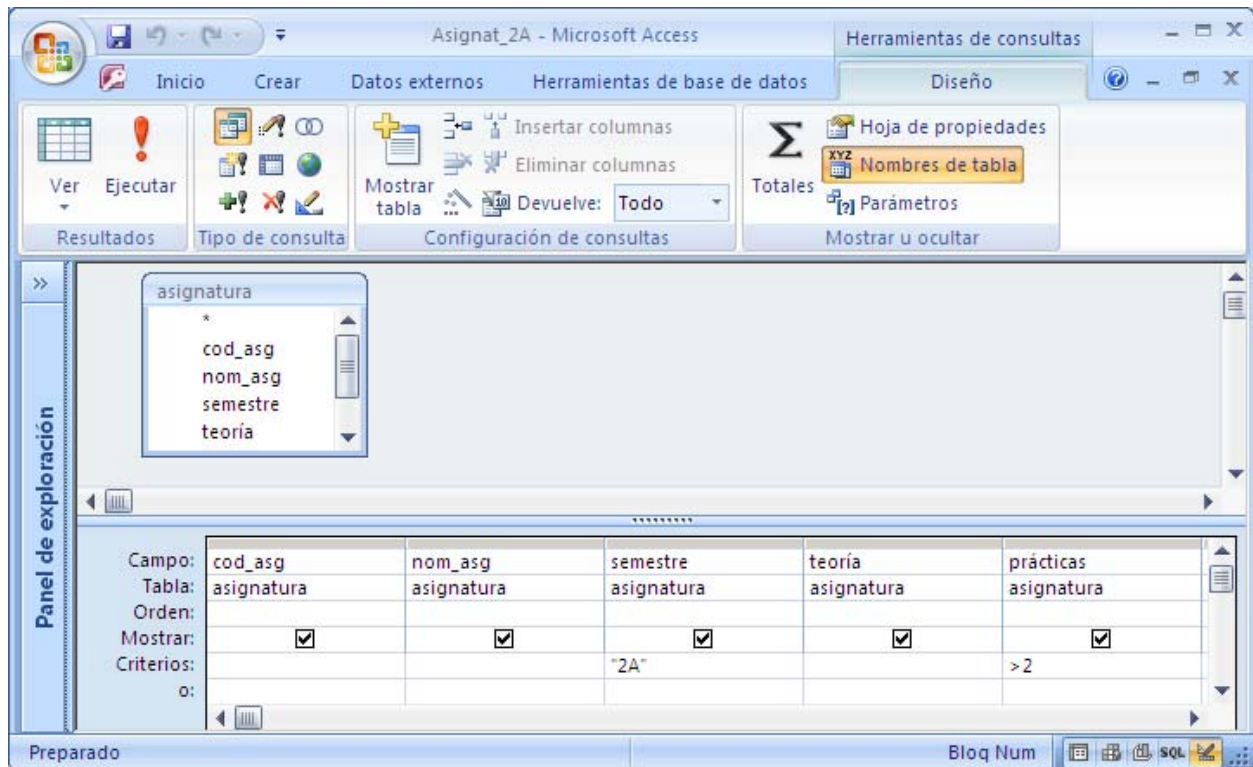 Asignat_2A - Microsoft Access
Herramientas de consultas
Inicio Crear Datos externos Herramientas de base de datos Diseño
Ver
Ejecutar
Resultados
Tipo de consulta
Mostrar tabla
Insertar columnas
Eliminar columnas
Devuelve: Todo
Configuración de consultas
Totales
Hoja de propiedades
XYZ Nombres de tabla
Parámetros
Mostrar u ocultar
Panel de exploración
asignatura
*
cod_asg
nom_asg
semestre
teoría
Campo: cod_asg nom_asg semestre teoría prácticas
Tabla: asignatura asignatura asignatura asignatura asignatura
Orden:
Mostrar:
Criterios: "2A" >2
o:
Preparado
Bloq Num
SQL